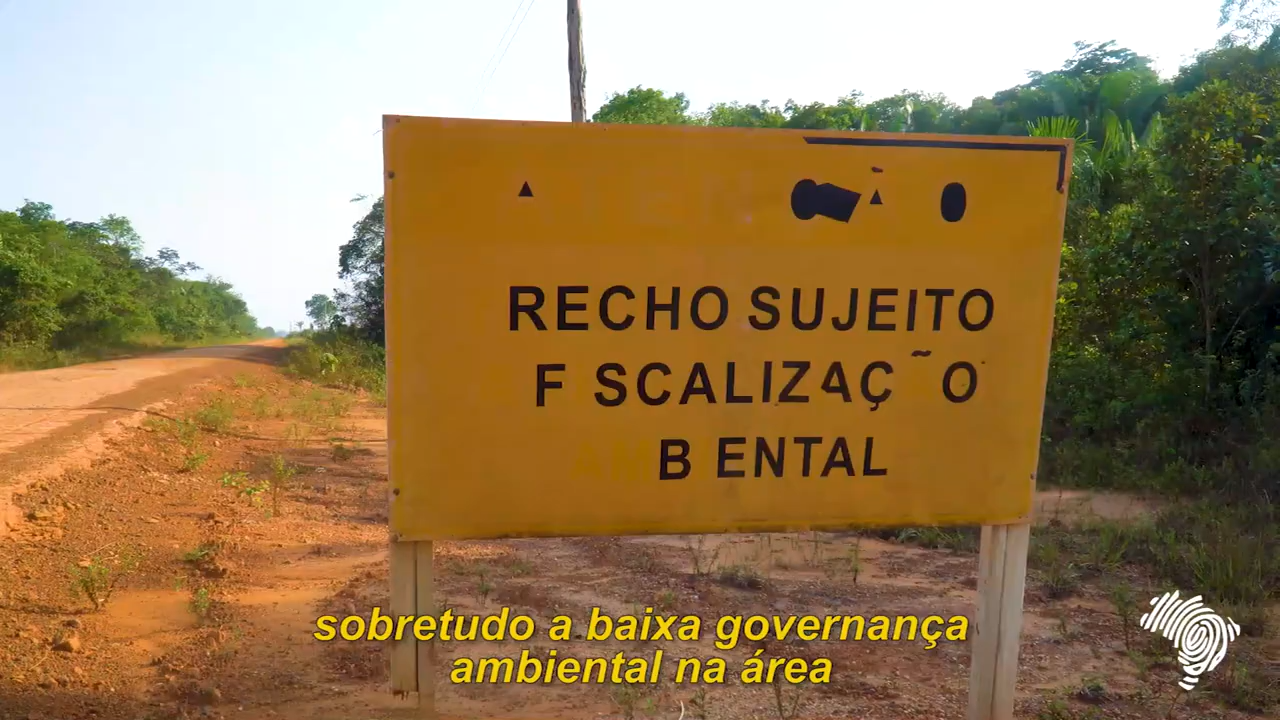 RECHO SUJEITO
F SCALIZAÇ˜O
B ENTAL
sobretudo a baixa governança
ambiental na área